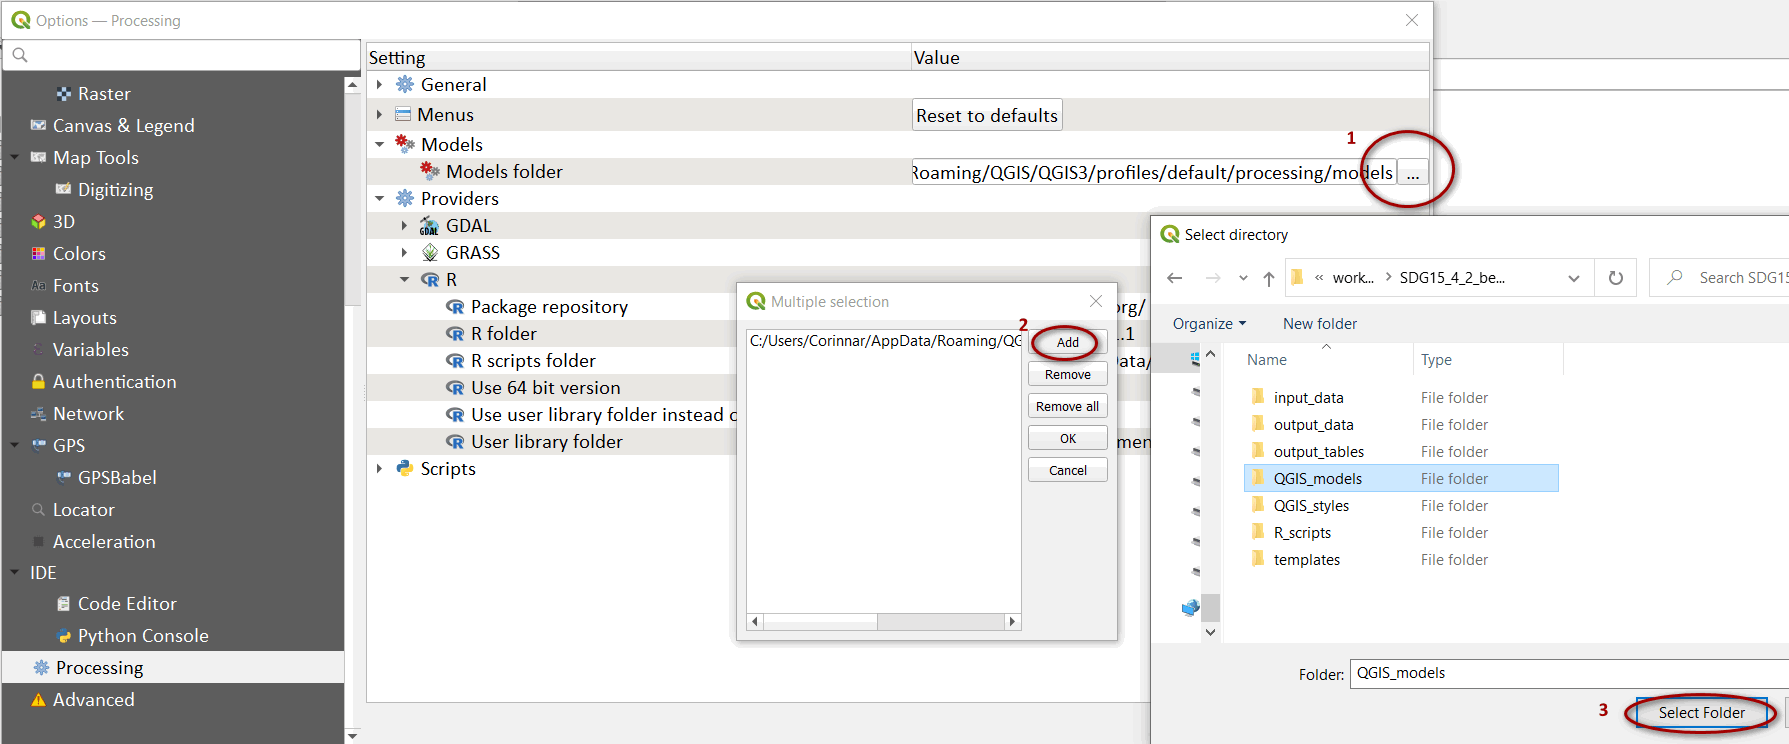 Options — Processing
Raster
Canvas & Legend
Map Tools
Digitizing
3D
Colors
Fonts
Layouts
Variables
Authentication
Network
GPS
GPSBabel
Locator
Acceleration
IDE
Code Editor
Python Console
Processing
Advanced
Setting Value
General
Menus Reset to defaults
Models
1
Models folder Roaming/QGIS/QGIS3/profiles/default/processing/models ...
Providers
GDAL
GRASS
R
Package repository org/
R folder .1
R scripts folder Data/
Use 64 bit version
Use user library folder instead o
User library folder men
Scripts
Multiple selection
C:/Users/Corinnar/AppData/Roaming/QG
2
Add
Remove
Remove all
OK
Cancel
Select directory
« work... > SDG15_4_2_be... Search SDG15
Organize New folder
Name Type
input_data File folder
output_data File folder
output_tables File folder
QGIS_models File folder
QGIS_styles File folder
R_scripts File folder
templates File folder
Folder: QGIS_models
3 Select Folder